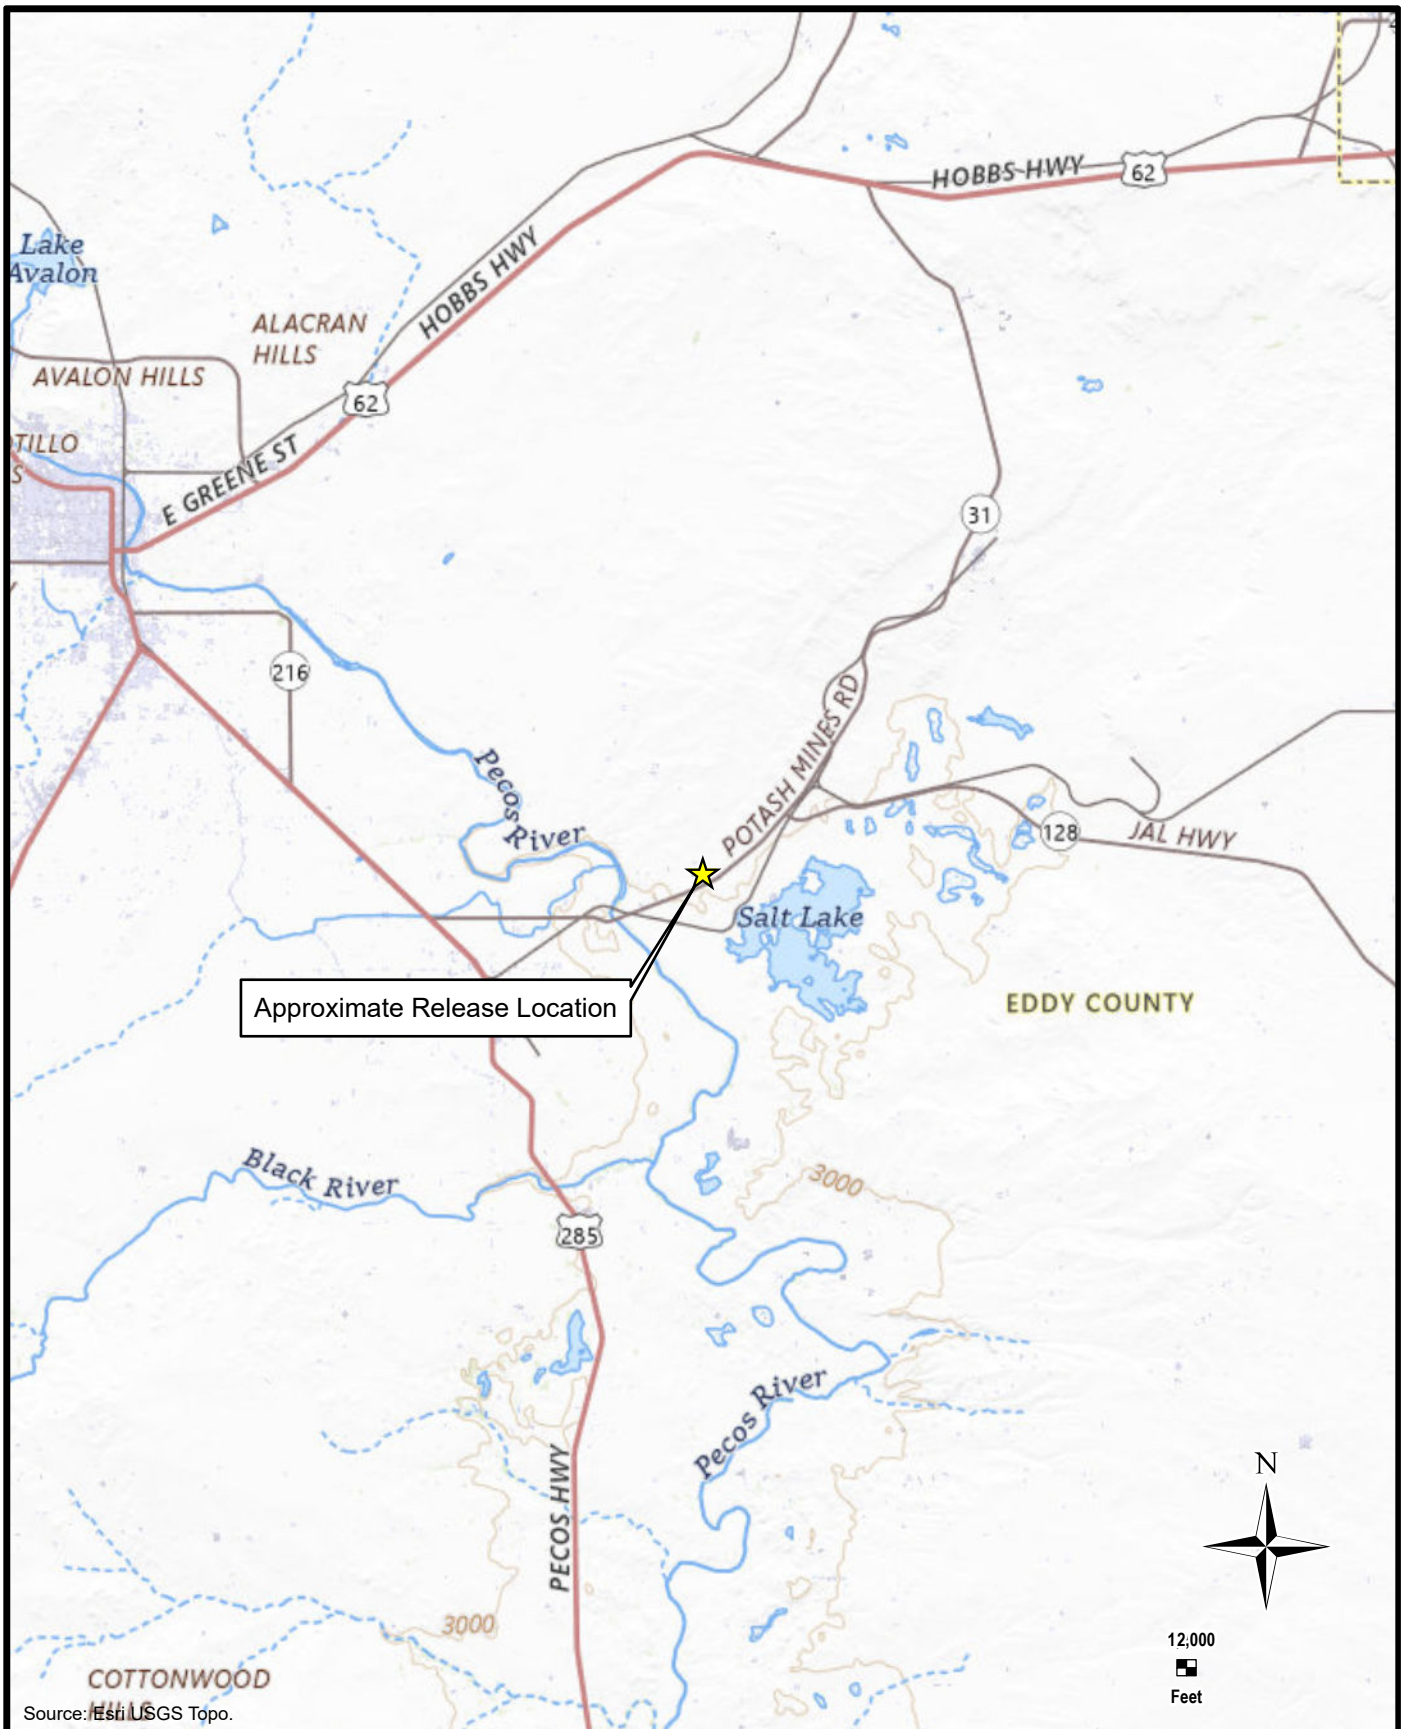 HOBBS HWY
62
Lake
Avalon
HOBBS HWY
ALACRAN
HILLS
AVALON HILLS
62
TILLO
S
E GREENE ST
31
216
POTASH MINES RD
Pecos
River
128
JAL HWY
Salt Lake
Approximate Release Location
EDDY COUNTY
Black River
3000
285
Pecos River
PECOS HWY
N
3000
12,000
Feet
COTTONWOOD
HILLS
Source: Esri USGS Topo.